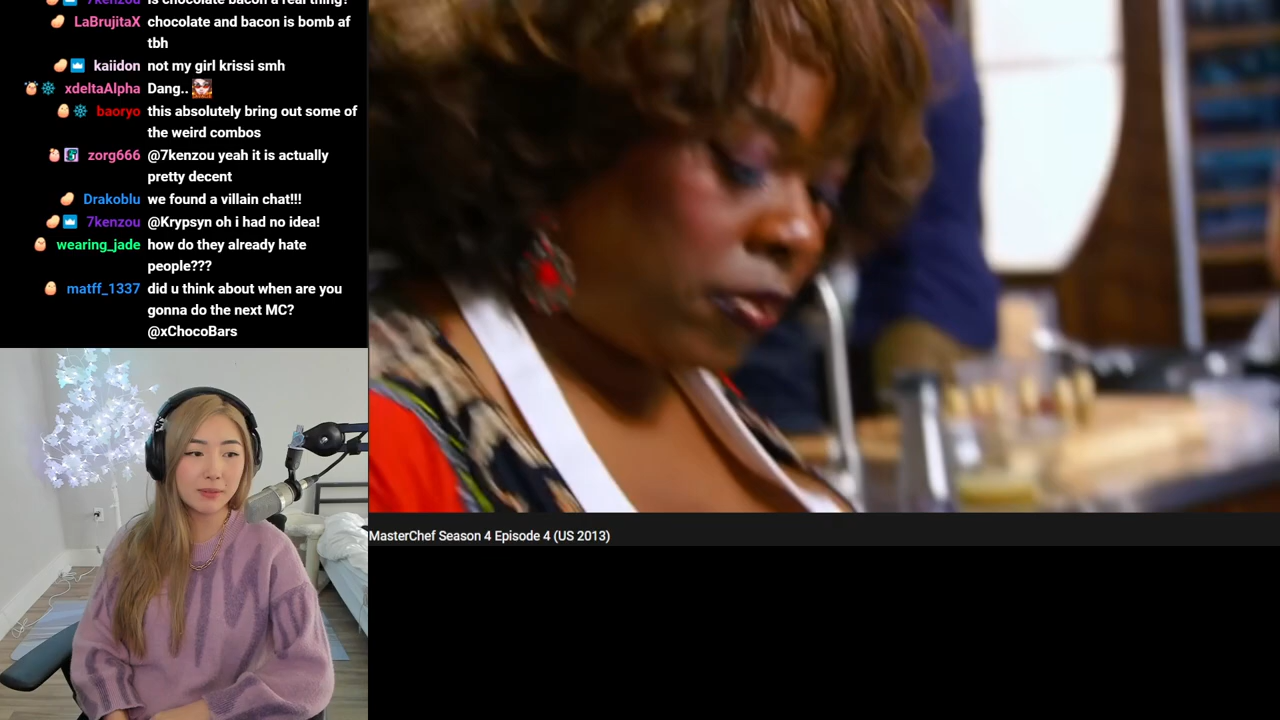 7kenzou is chocolate bacon a real thing?
LaBrujitaX chocolate and bacon is bomb af
tbh
kaiidon not my girl krissi smh
xdeltaAlpha Dang..
baoryo this absolutely bring out some of
the weird combos
zorg666 @7kenzou yeah it is actually
pretty decent
Drakoblu we found a villain chat!!!
7kenzou @Krypsyn oh i had no idea!
wearing_jade how do they already hate
people???
matff_1337 did u think about when are you
gonna do the next MC?
@xChocoBars
MasterChef Season 4 Episode 4 (US 2013)